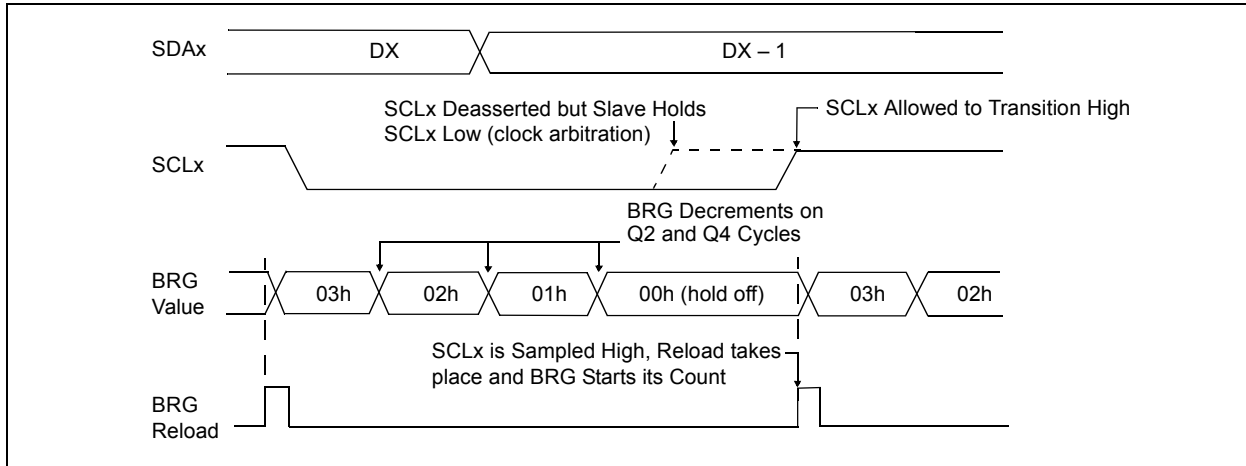 SDAx
DX
DX – 1
SCLx Deasserted but Slave Holds
SCLx Low (clock arbitration)
SCLx Allowed to Transition High
SCLx
BRG Decrements on
Q2 and Q4 Cycles
BRG
Value
03h
02h
01h
00h (hold off)
03h
02h
SCLx is Sampled High, Reload takes
place and BRG Starts its Count
BRG
Reload